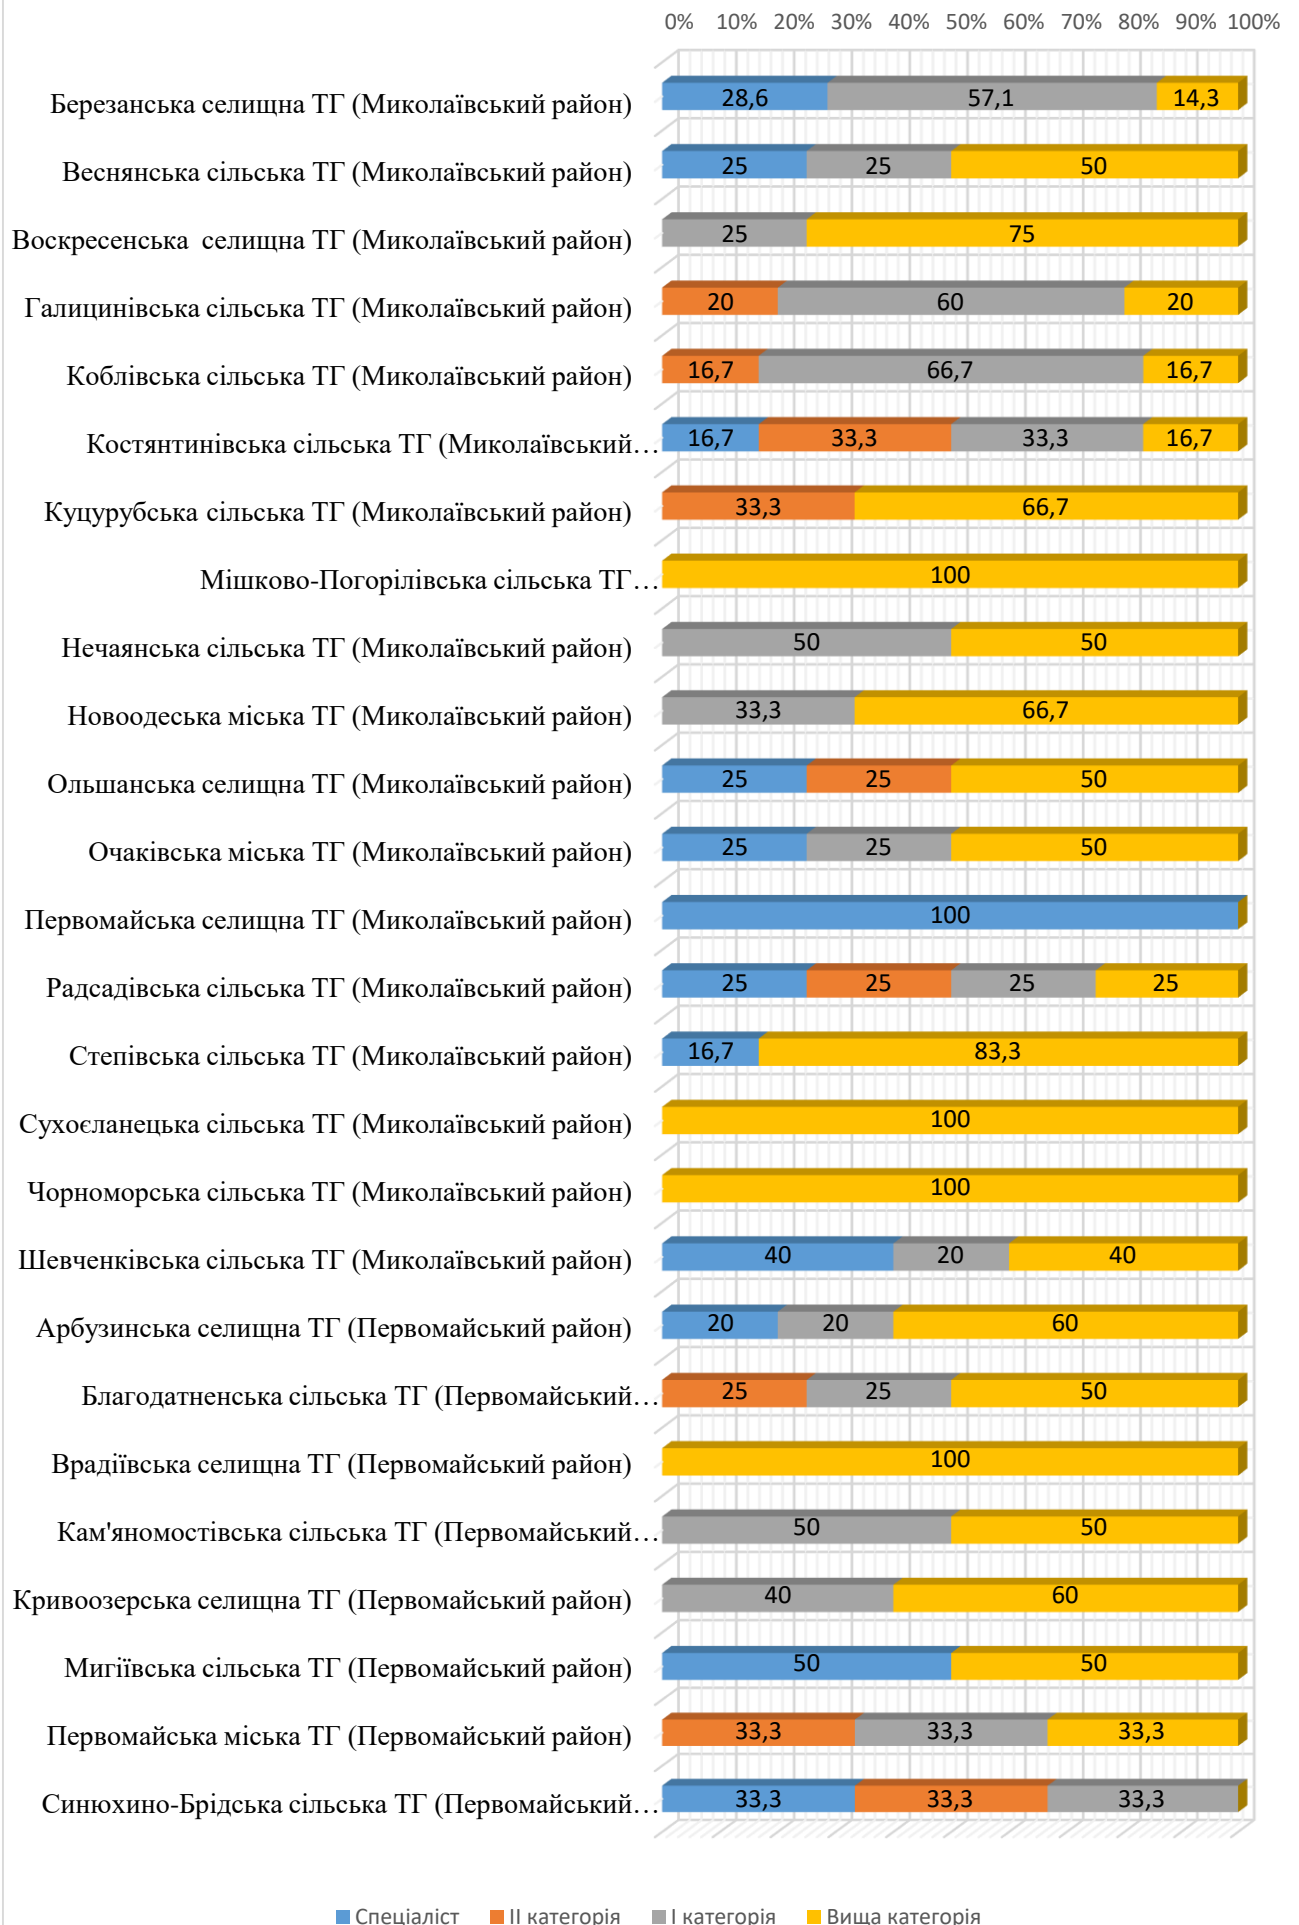 0% 10% 20% 30% 40% 50% 60% 70% 80% 90% 100%
Березанська селищна ТГ (Миколаївський район) 28,6 57,1 14,3
Веснянська сільська ТГ (Миколаївський район) 25 25 50
Воскресенська селищна ТГ (Миколаївський район) 25 75
Галицинівська сільська ТГ (Миколаївський район) 20 60 20
Коблівська сільська ТГ (Миколаївський район) 16,7 66,7 16,7
Костянтинівська сільська ТГ (Миколаївський… 16,7 33,3 33,3 16,7
Куцурубська сільська ТГ (Миколаївський район) 33,3 66,7
Мішково-Погорілівська сільська ТГ… 100
Нечаянська сільська ТГ (Миколаївський район) 50 50
Новоодеська міська ТГ (Миколаївський район) 33,3 66,7
Ольшанська селищна ТГ (Миколаївський район) 25 25 50
Очаківська міська ТГ (Миколаївський район) 25 25 50
Первомайська селищна ТГ (Миколаївський район) 100
Радсадівська сільська ТГ (Миколаївський район) 25 25 25 25
Степівська сільська ТГ (Миколаївський район) 16,7 83,3
Сухоєланецька сільська ТГ (Миколаївський район) 100
Чорноморська сільська ТГ (Миколаївський район) 100
Шевченківська сільська ТГ (Миколаївський район) 40 20 40
Арбузинська селищна ТГ (Первомайський район) 20 20 60
Благодатненська сільська ТГ (Первомайський… 25 25 50
Врадіївська селищна ТГ (Первомайський район) 100
Кам'яномостівська сільська ТГ (Первомайський… 50 50
Кривоозерська селищна ТГ (Первомайський район) 40 60
Мигіївська сільська ТГ (Первомайський район) 50 50
Первомайська міська ТГ (Первомайський район) 33,3 33,3 33,3
Синюхино-Брідська сільська ТГ (Первомайський… 33,3 33,3 33,3
Спеціаліст ІІ категорія І категорія Вища категорія